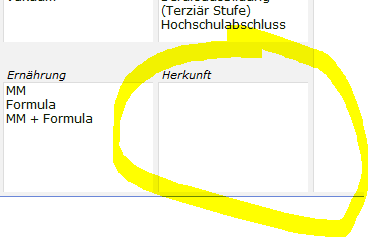 (Terziär Stufe)
Hochschulabschluss
Ernährung
Herkunft
MM
Formula
MM + Formula